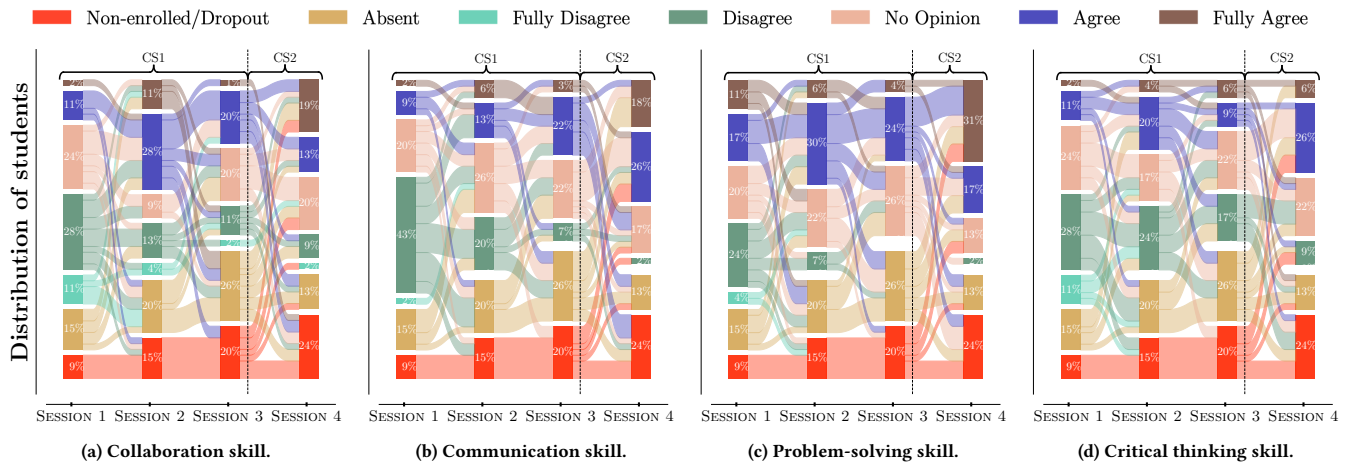 Non-enrolled/Dropout Absent Fully Disagree Disagree No Opinion Agree Fully Agree
Distribution of students
CS1 CS2
2% 11% 24% 28% 11% 15% 9%
11% 28% 9% 13% 4% 20% 15%
4% 20% 20% 11% 2% 26% 20%
19% 13% 20% 9% 2% 13% 24%
SESSION 1 SESSION 2 SESSION 3 SESSION 4
(a) Collaboration skill.
CS1 CS2
2% 9% 20% 43% 2% 15% 9%
6% 13% 26% 20% 20% 15%
3% 22% 22% 7% 26% 20%
18% 26% 17% 2% 13% 24%
SESSION 1 SESSION 2 SESSION 3 SESSION 4
(b) Communication skill.
CS1 CS2
11% 17% 20% 24% 4% 15% 9%
6% 30% 22% 7% 20% 15%
4% 24% 26% 26% 20%
31% 17% 13% 2% 13% 24%
SESSION 1 SESSION 2 SESSION 3 SESSION 4
(c) Problem-solving skill.
CS1 CS2
2% 11% 24% 28% 11% 15% 9%
4% 20% 17% 24% 20% 15%
6% 9% 22% 17% 26% 20%
6% 26% 22% 9% 13% 24%
SESSION 1 SESSION 2 SESSION 3 SESSION 4
(d) Critical thinking skill.